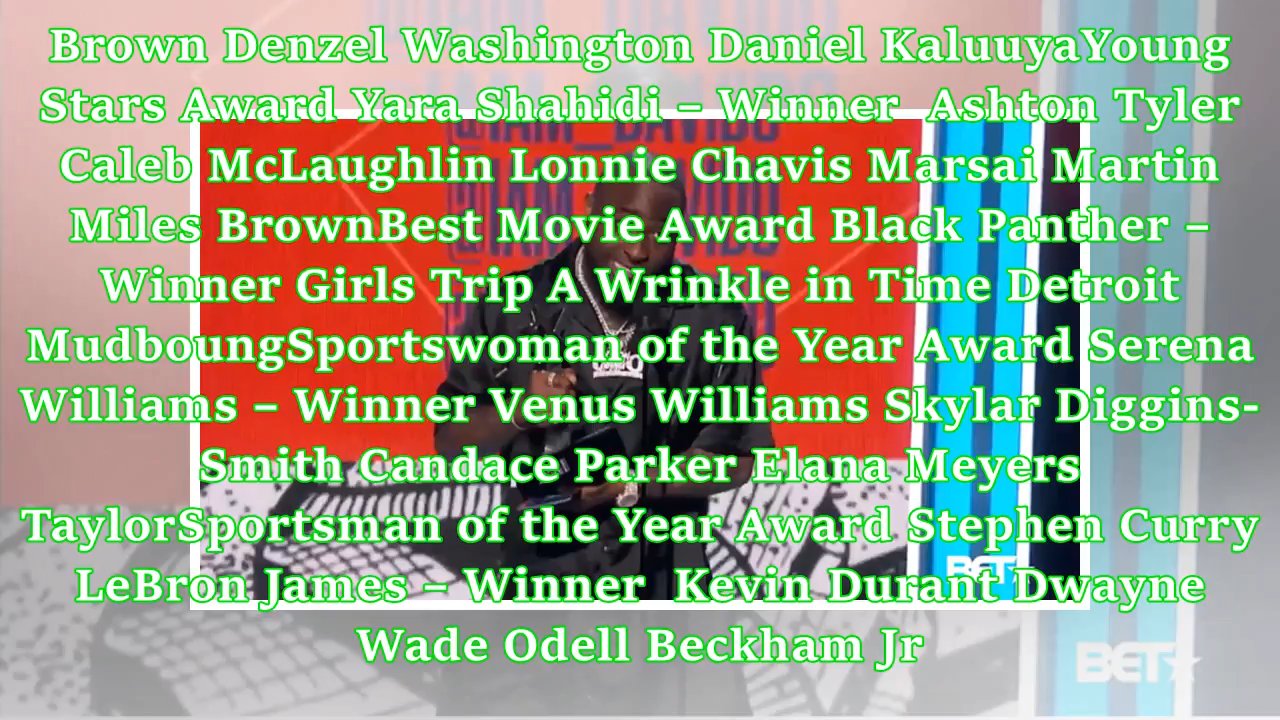 Brown Denzel Washington Daniel KaluuyaYoung
Stars Award Yara Shahidi – Winner  Ashton Tyler
Caleb McLaughlin Lonnie Chavis Marsai Martin
Miles BrownBest Movie Award Black Panther –
Winner Girls Trip A Wrinkle in Time Detroit
MudboungSportswoman of the Year Award Serena
Williams – Winner Venus Williams Skylar Diggins-
Smith Candace Parker Elana Meyers
TaylorSportsman of the Year Award Stephen Curry
LeBron James – Winner  Kevin Durant Dwayne
Wade Odell Beckham Jr
@IAM_DAVIDO
BET
BET